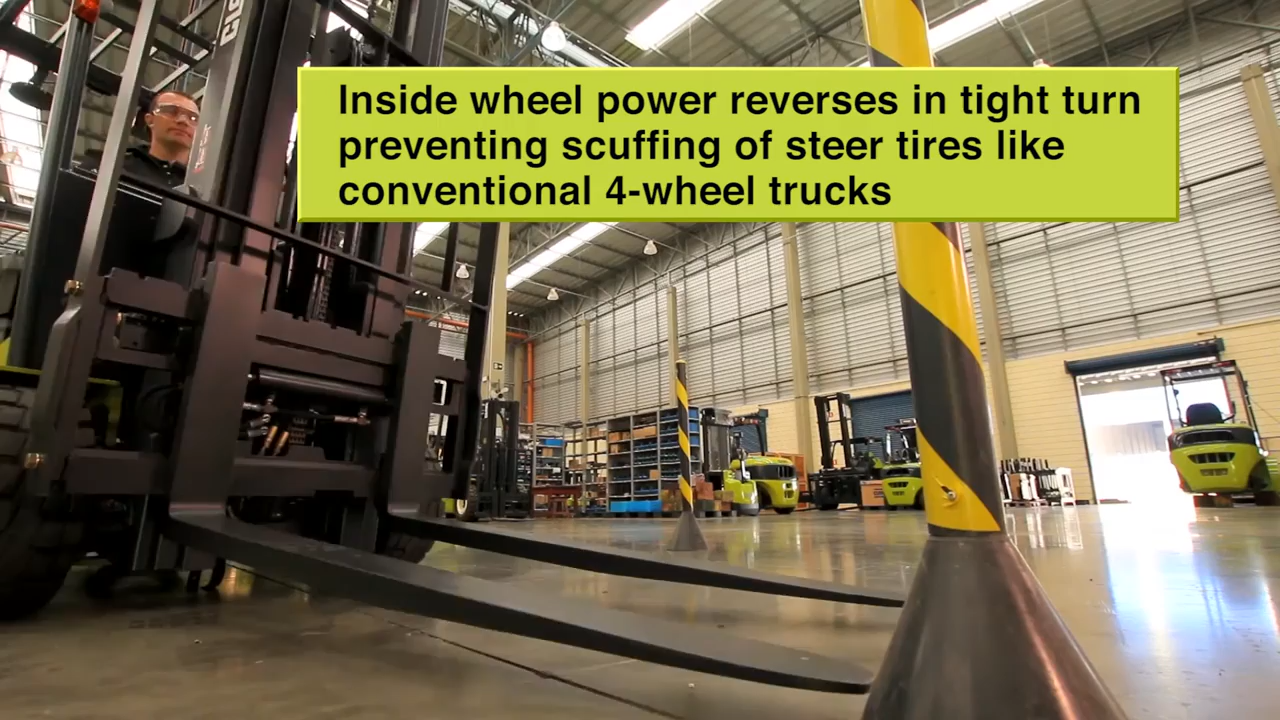 Inside wheel power reverses in tight turn
preventing scuffing of steer tires like
conventional 4-wheel trucks